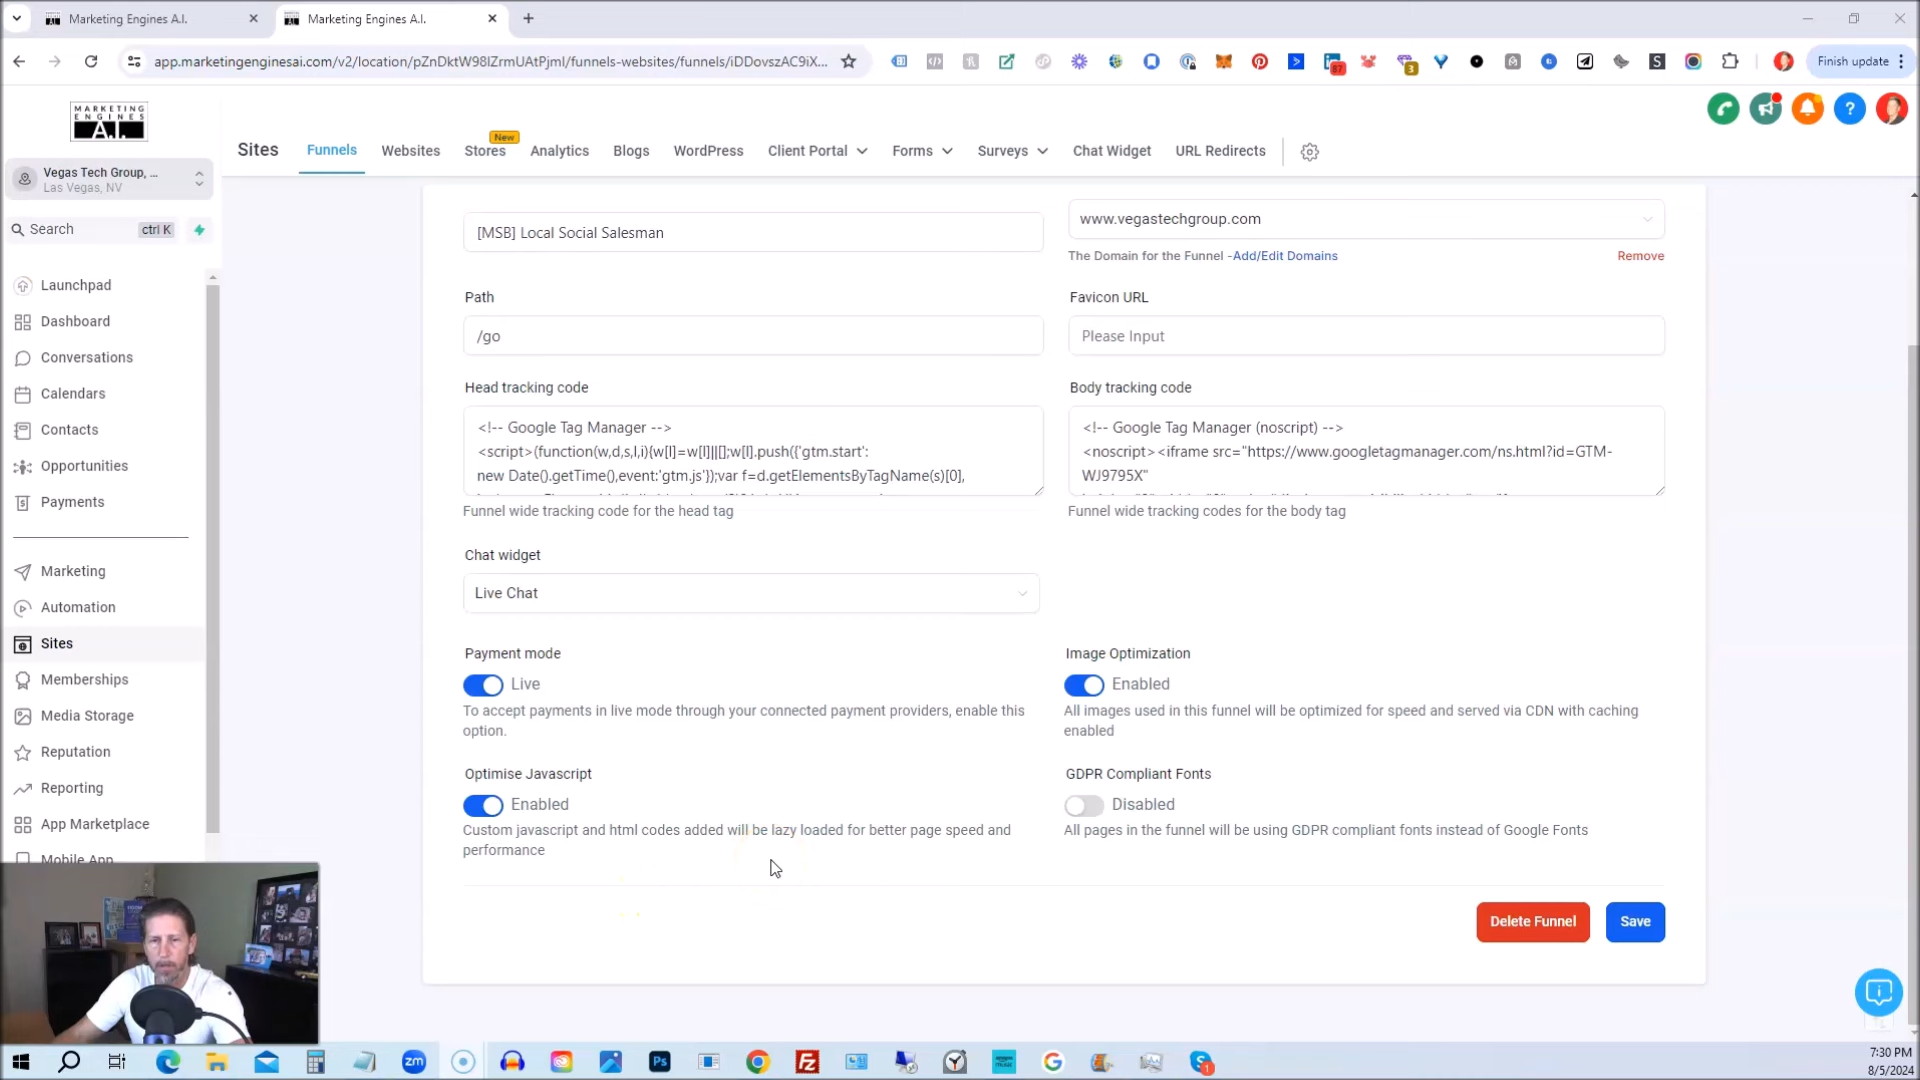 Marketing Engines A.I.
Marketing Engines A.I.
app.marketingenginesai.com/v2/location/pZnDktW98lZrmUAtPjml/funnels-websites/funnels/iDDovszAC9iX...
87
3
Finish update
MARKETING
ENGINES
A.I.
Vegas Tech Group, ...
Las Vegas, NV
Search
ctrl K
Launchpad
Dashboard
Conversations
Calendars
Contacts
Opportunities
Payments
Marketing
Automation
Sites
Memberships
Media Storage
Reputation
Reporting
App Marketplace
Mobile App
Sites
Funnels
Websites
New
Stores
Analytics
Blogs
WordPress
Client Portal
Forms
Surveys
Chat Widget
URL Redirects
[MSB] Local Social Salesman
www.vegastechgroup.com
The Domain for the Funnel -Add/Edit Domains
Remove
Path
/go
Favicon URL
Please Input
Head tracking code
<!-- Google Tag Manager -->
<script>(function(w,d,s,l,i){w[l]=w[l]||[];w[l].push({'gtm.start':
new Date().getTime(),event:'gtm.js'});var f=d.getElementsByTagName(s)[0],
Funnel wide tracking code for the head tag
Body tracking code
<!-- Google Tag Manager (noscript) -->
<noscript><iframe src="https://www.googletagmanager.com/ns.html?id=GTM-
WJ9795X"
Funnel wide tracking codes for the body tag
Chat widget
Live Chat
Payment mode
Live
To accept payments in live mode through your connected payment providers, enable this
option.
Image Optimization
Enabled
All images used in this funnel will be optimized for speed and served via CDN with caching
enabled
Optimise Javascript
Enabled
Custom javascript and html codes added will be lazy loaded for better page speed and
performance
GDPR Compliant Fonts
Disabled
All pages in the funnel will be using GDPR compliant fonts instead of Google Fonts
Delete Funnel
Save
zm
Ps
7:30 PM
8/5/2024